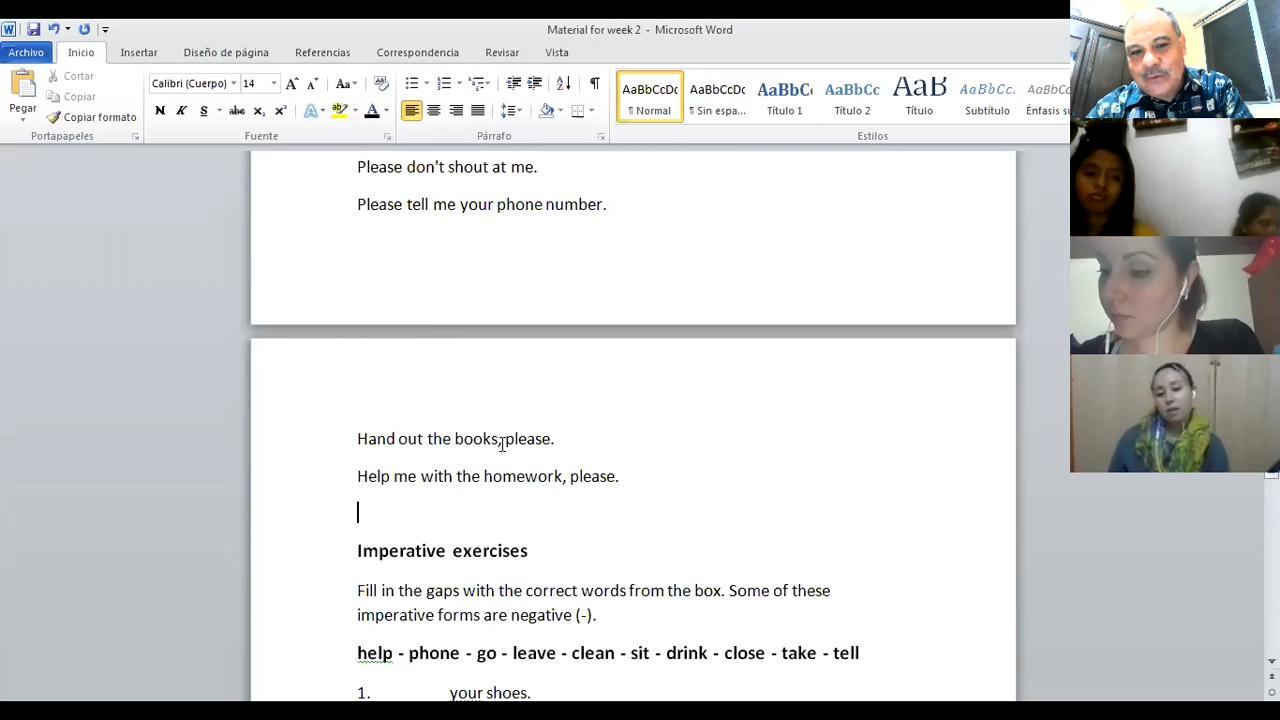 Material for week 2 - Microsoft Word
Archivo Inicio Insertar Diseño de página Referencias Correspondencia Revisar Vista
Cortar
Copiar
Copiar formato
Pegar
Portapapeles
Calibri (Cuerpo) 14
Aa
N K S abc x₂ x² A A
Fuente
Párrafo
AaBbCcDc AaBbCcDc AaBbC AaBbCc AaB AaBbCc. AaBbCcD
¶ Normal ¶ Sin espa... Título 1 Título 2 Título Subtítulo Énfasis su
Estilos
Please don't shout at me.
Please tell me your phone number.
Hand out the books, please.
Help me with the homework, please.
Imperative exercises
Fill in the gaps with the correct words from the box. Some of these
imperative forms are negative (-).
help - phone - go - leave - clean - sit - drink - close - take - tell
1. your shoes.